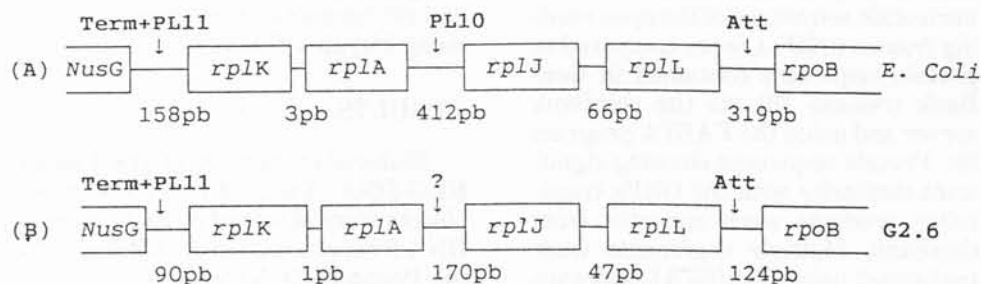 Term+PL11 PL10 Att
↓ ↓ ↓
(A) NusG rplK rplA rplJ rplL rpoB E. Coli
158pb 3pb 412pb 66pb 319pb
Term+PL11 ? Att
↓ ↓ ↓
(B) NusG rplK rplA rplJ rplL rpoB G2.6
90pb 1pb 170pb 47pb 124pb